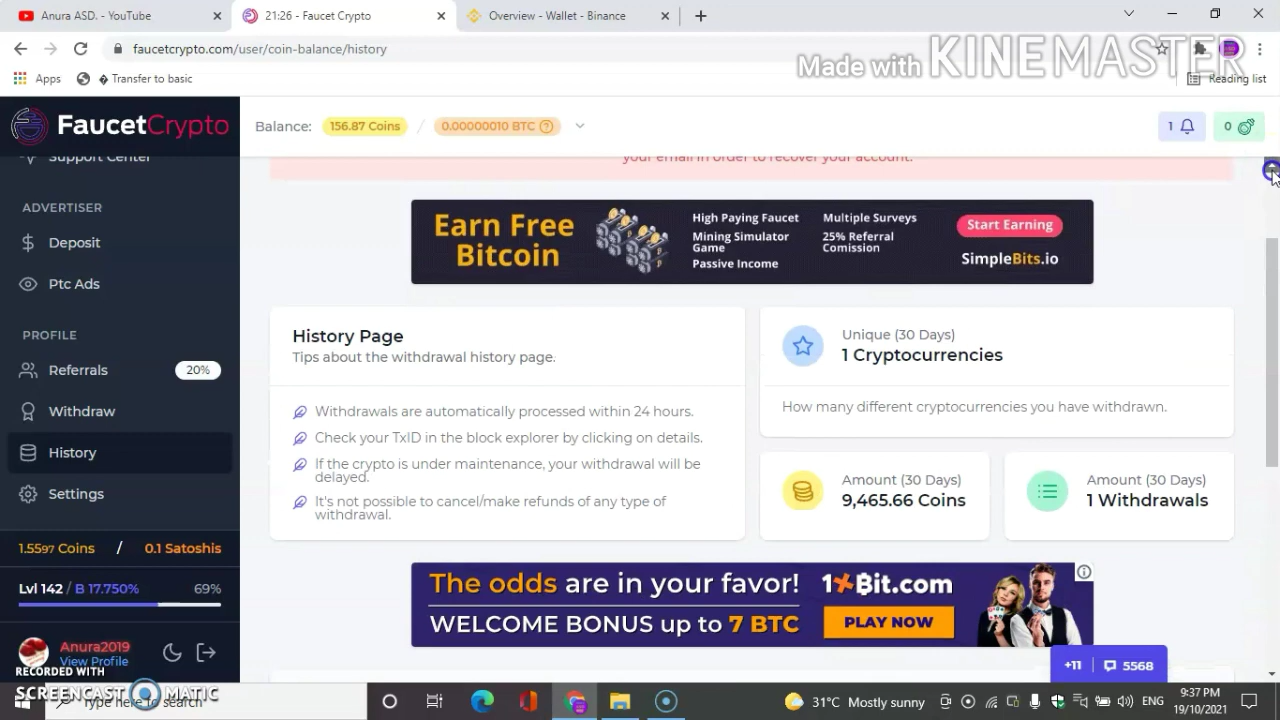 Anura ASD. - YouTube
21:26 - Faucet Crypto
Overview - Wallet - Binance
faucetcrypto.com/user/coin-balance/history
Made with KINEMASTER
Apps
Transfer to basic
Reading list
FaucetCrypto
Balance:
156.87 Coins
/
0.00000010 BTC
1
0
Support Center
your email in order to recover your account.
ADVERTISER
Deposit
Ptc Ads
PROFILE
Referrals
20%
Withdraw
History
Settings
1.5597 Coins / 0.1 Satoshis
Lvl 142 / B 17.750%
69%
Anura2019
View Profile
RECORDED WITH
SCREENCAST MATIC
Earn Free
Bitcoin
High Paying Faucet
Mining Simulator
Game
Passive Income
Multiple Surveys
25% Referral
Comission
Start Earning
SimpleBits.io
History Page
Tips about the withdrawal history page.
Withdrawals are automatically processed within 24 hours.
Check your TxID in the block explorer by clicking on details.
If the crypto is under maintenance, your withdrawal will be
delayed.
It's not possible to cancel/make refunds of any type of
withdrawal.
Unique (30 Days)
1 Cryptocurrencies
How many different cryptocurrencies you have withdrawn.
Amount (30 Days)
9,465.66 Coins
Amount (30 Days)
1 Withdrawals
The odds are in your favor!
WELCOME BONUS up to 7 BTC
1xBit.com
PLAY NOW
+11
5568
Type here to search
31°C Mostly sunny
ENG
9:37 PM
19/10/2021